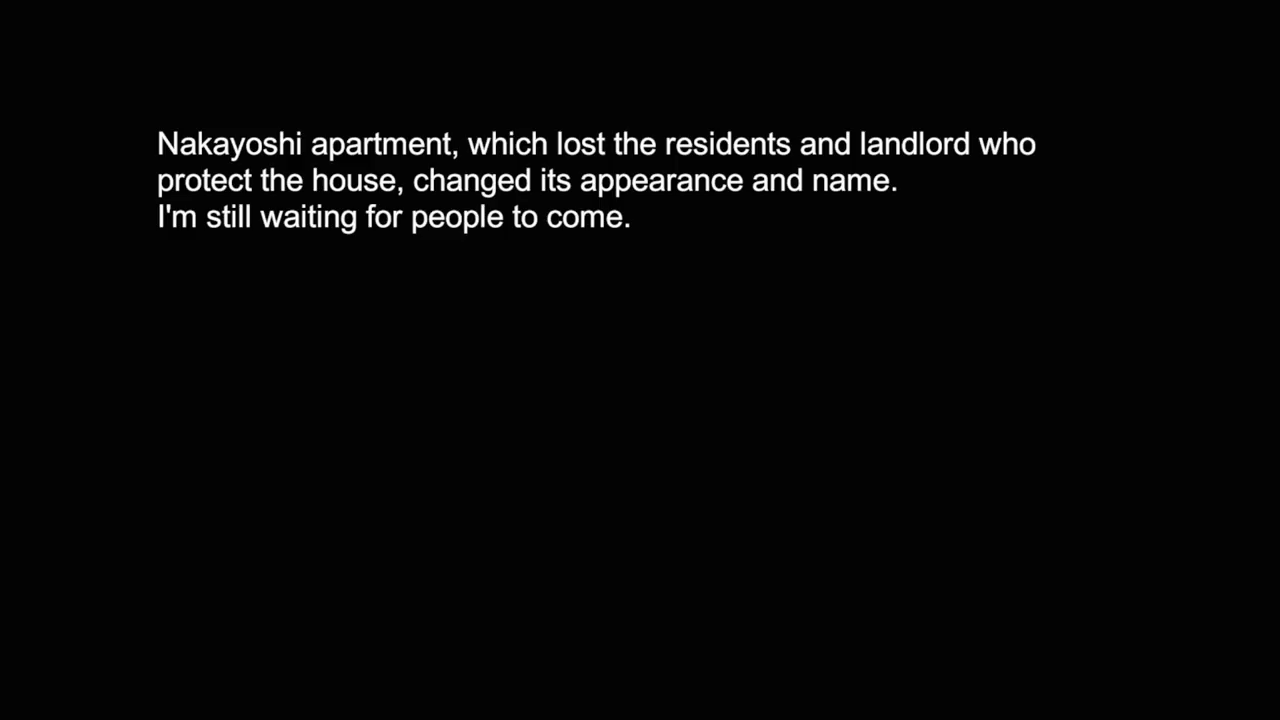 Nakayoshi apartment, which lost the residents and landlord who
protect the house, changed its appearance and name.
I'm still waiting for people to come.